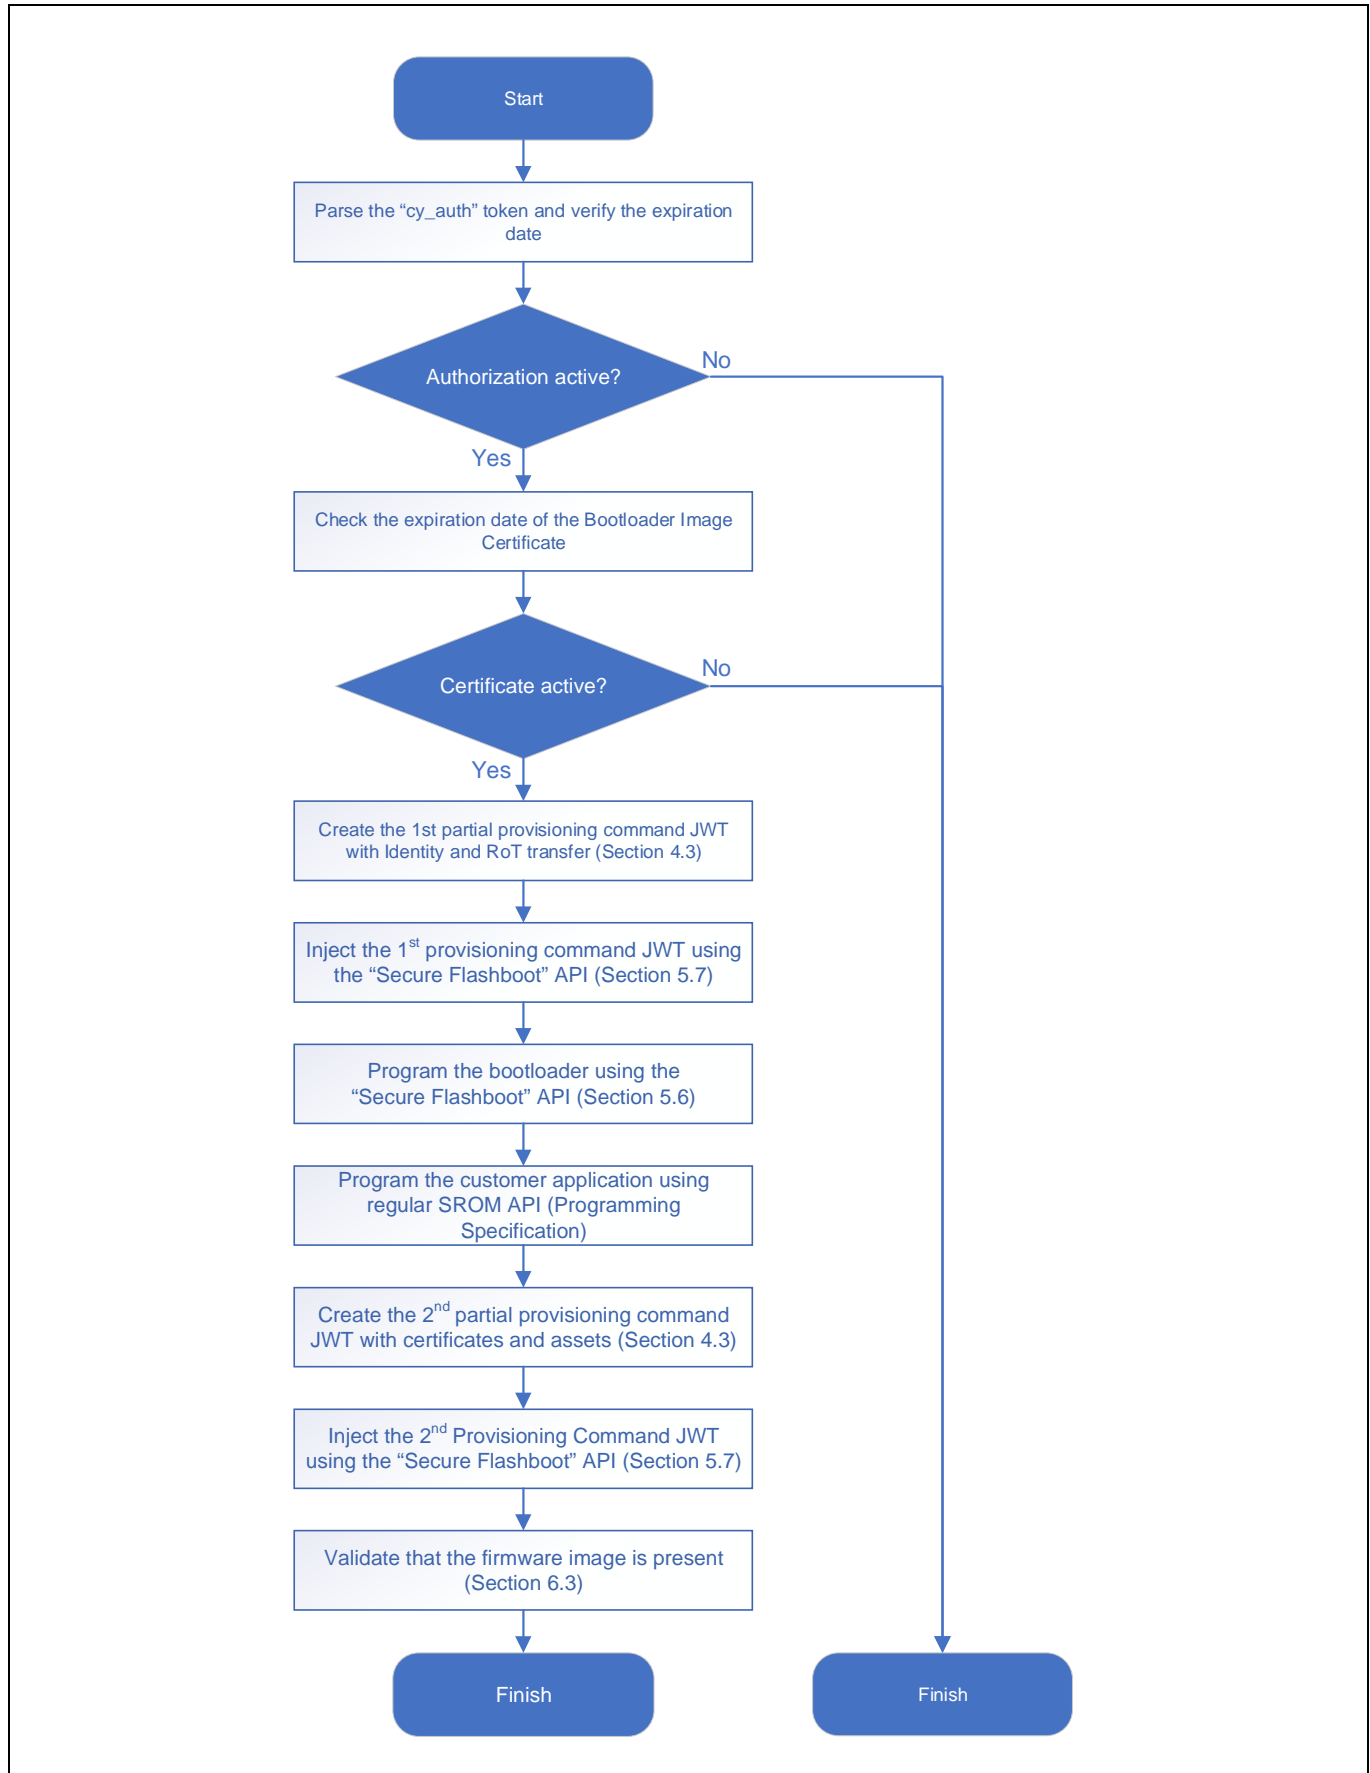 Start
Parse the “cy_auth” token and verify the expiration
date
Authorization active?
No
Yes
Check the expiration date of the Bootloader Image
Certificate
Certificate active?
No
Yes
Create the 1st partial provisioning command JWT
with Identity and RoT transfer (Section 4.3)
Inject the 1st provisioning command JWT using
the “Secure Flashboot” API (Section 5.7)
Program the bootloader using the
“Secure Flashboot” API (Section 5.6)
Program the customer application using
regular SROM API (Programming
Specification)
Create the 2nd partial provisioning command
JWT with certificates and assets (Section 4.3)
Inject the 2nd Provisioning Command JWT
using the “Secure Flashboot” API (Section 5.7)
Validate that the firmware image is present
(Section 6.3)
Finish
Finish